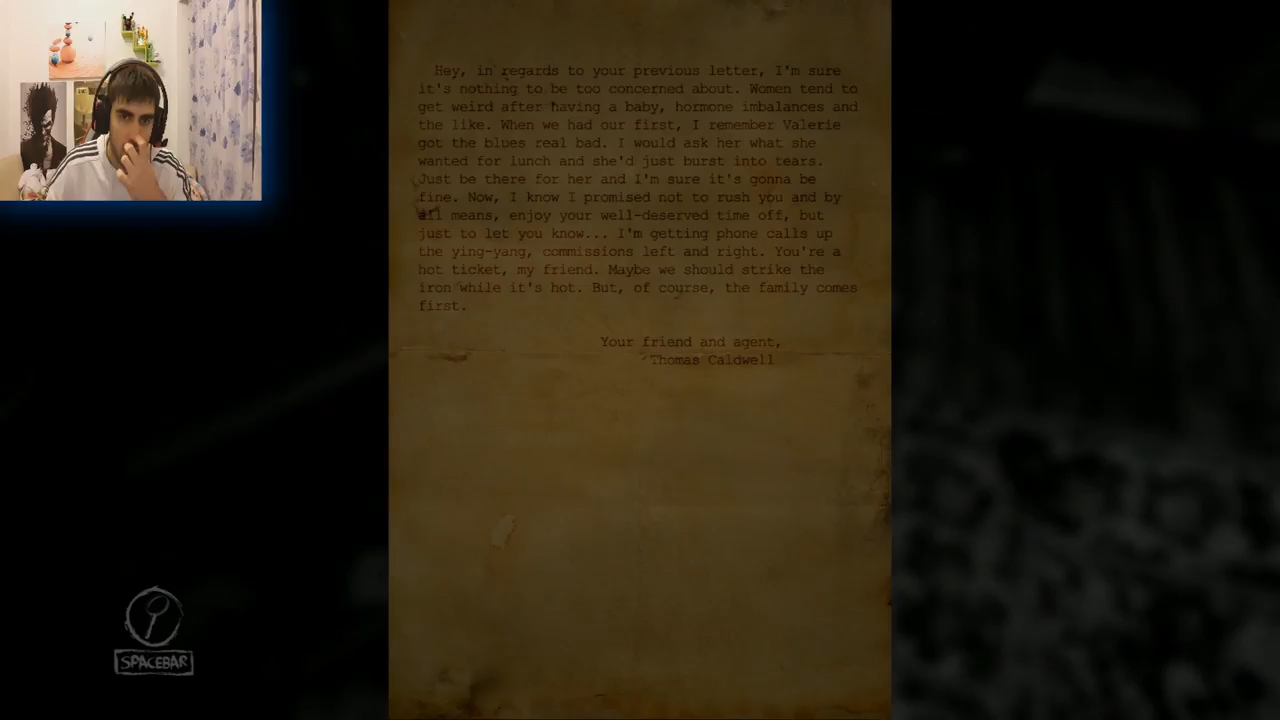 Hey, in regards to your previous letter, I'm sure
it's nothing to be too concerned about. Women tend to
get weird after having a baby, hormone imbalances and
the like. When we had our first, I remember Valerie
got the blues real bad. I would ask her what she
wanted for lunch and she'd just burst into tears.
Just be there for her and I'm sure it's gonna be
fine. Now, I know I promised not to rush you and by
all means, enjoy your well-deserved time off, but
just to let you know... I'm getting phone calls up
the ying-yang, commissions left and right. You're a
hot ticket, my friend. Maybe we should strike the
iron while it's hot. But, of course, the family comes
first.
Your friend and agent,
Thomas Caldwell
SPACEBAR